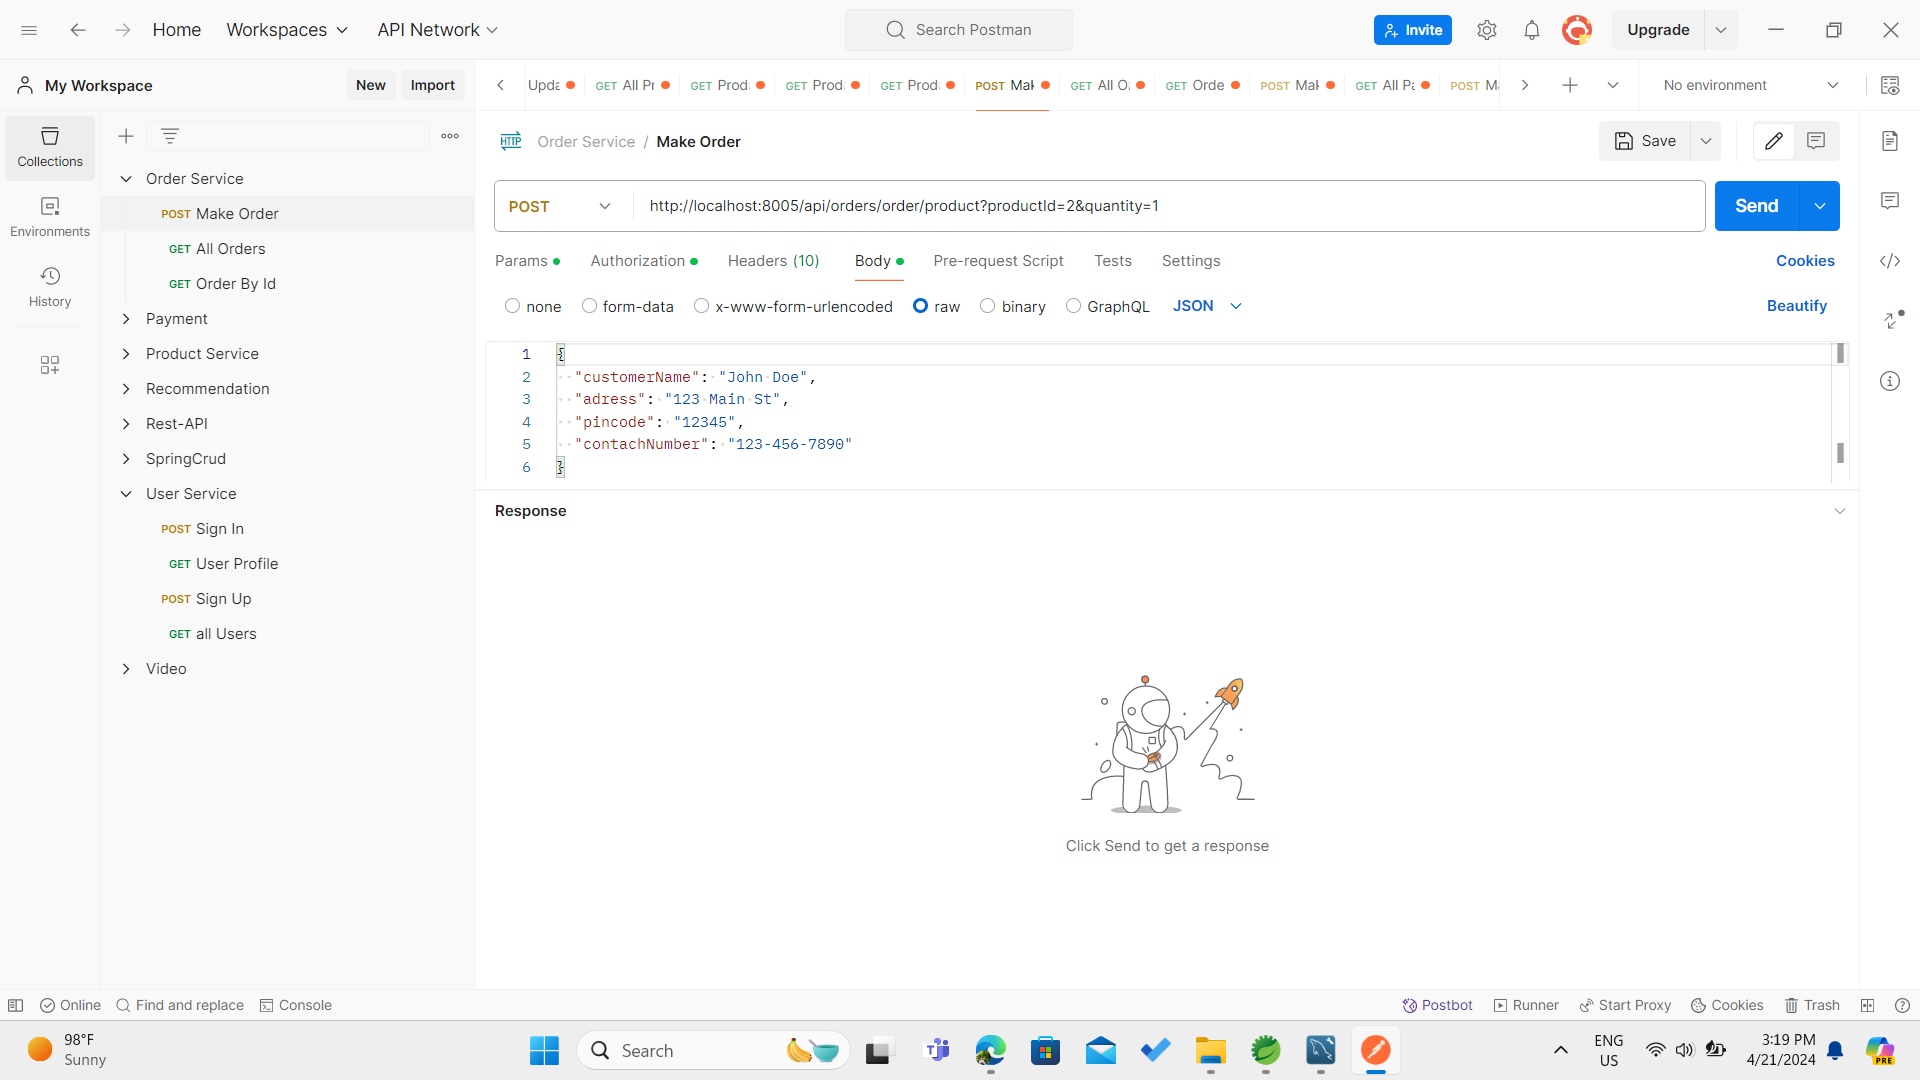 Home
Workspaces
API Network
Search Postman
Invite
Upgrade
My Workspace
New
Import
Upda
GET All Pr
GET Prod
GET Prod
GET Prod
POST Mak
GET All O
GET Orde
POST Mak
GET All Pa
POST M
No environment
Collections
Environments
History
Order Service
POST Make Order
GET All Orders
GET Order By Id
Payment
Product Service
Recommendation
Rest-API
SpringCrud
User Service
POST Sign In
GET User Profile
POST Sign Up
GET all Users
Video
HTTP Order Service / Make Order
Save
POST
http://localhost:8005/api/orders/order/product?productId=2&quantity=1
Send
Params
Authorization
Headers (10)
Body
Pre-request Script
Tests
Settings
Cookies
none
form-data
x-www-form-urlencoded
raw
binary
GraphQL
JSON
Beautify
1 {
2 "customerName": "John Doe",
3 "adress": "123 Main St",
4 "pincode": "12345",
5 "contachNumber": "123-456-7890"
6 }
Response
Click Send to get a response
Online
Find and replace
Console
Postbot
Runner
Start Proxy
Cookies
Trash
98°F
Sunny
Search
ENG
US
3:19 PM
4/21/2024
PRE